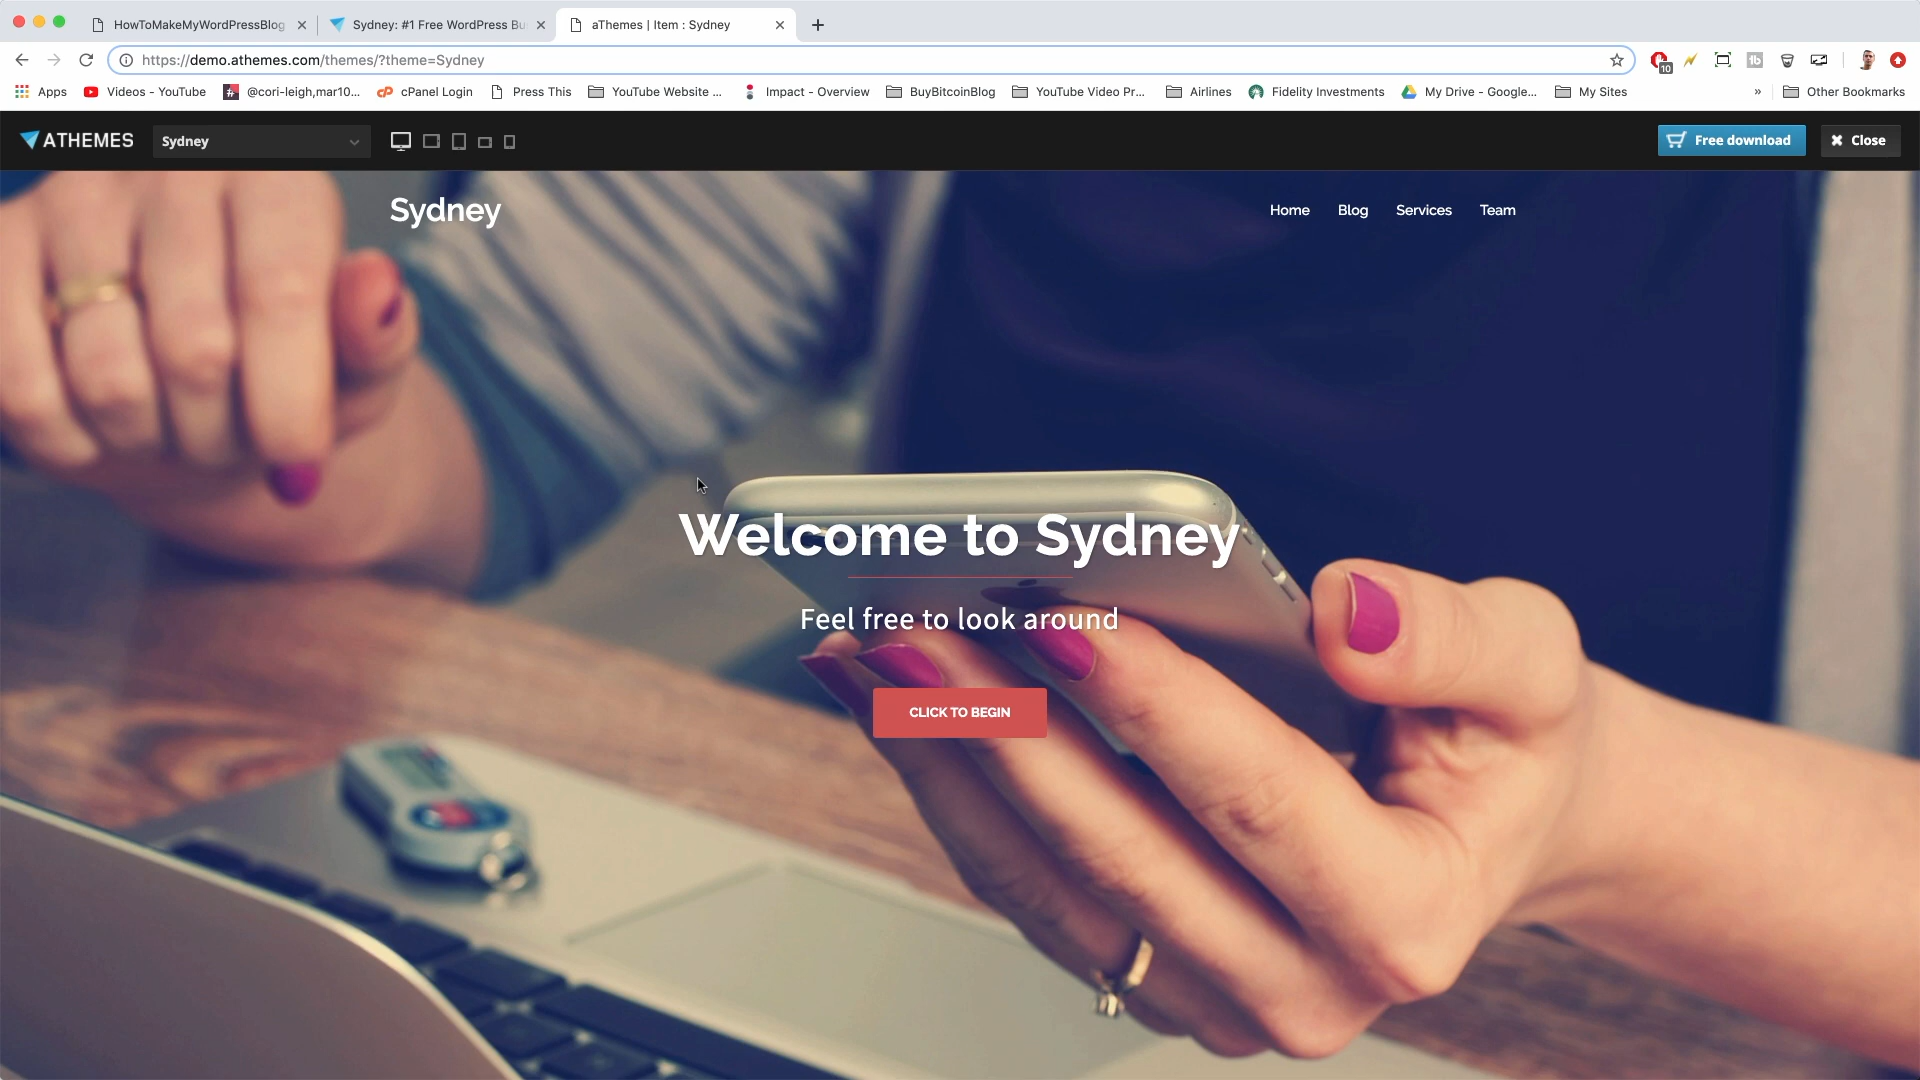 HowToMakeMyWordPressBlog
Sydney: #1 Free WordPress Bu
aThemes | Item : Sydney
https://demo.athemes.com/themes/?theme=Sydney
10
Apps
Videos - YouTube
@cori-leigh,mar10...
cPanel Login
Press This
YouTube Website ...
Impact - Overview
BuyBitcoinBlog
YouTube Video Pr...
Airlines
Fidelity Investments
My Drive - Google...
My Sites
»
Other Bookmarks
ATHEMES
Sydney
Free download
Close
Sydney
Home
Blog
Services
Team
Welcome to Sydney
Feel free to look around
CLICK TO BEGIN